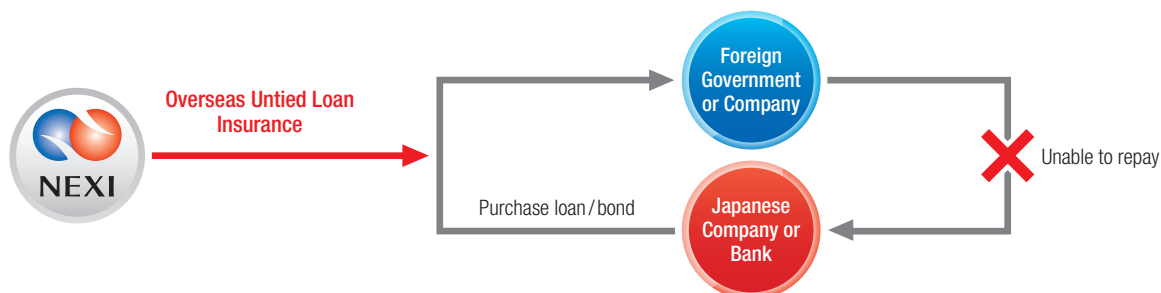 NEXI
Overseas Untied Loan
Insurance
Foreign
Government
or Company
Unable to repay
Purchase loan/bond
Japanese
Company or
Bank